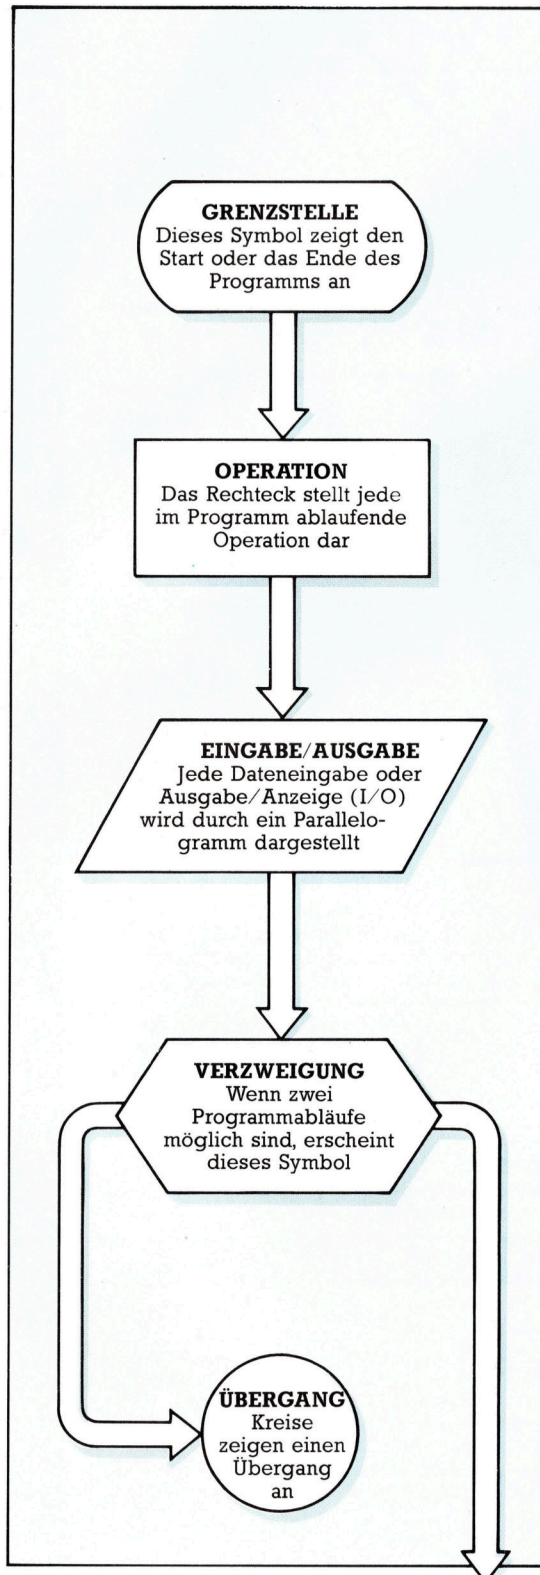 GRENZSTELLE
Dieses Symbol zeigt den
Start oder das Ende des
Programms an
OPERATION
Das Rechteck stellt jede
im Programm ablaufende
Operation dar
EINGABE/AUSGABE
Jede Dateneingabe oder
Ausgabe/Anzeige (I/O)
wird durch ein Parallelo-
gramm dargestellt
VERZWEIGUNG
Wenn zwei
Programmabläufe
möglich sind, erscheint
dieses Symbol
ÜBERGANG
Kreise
zeigen einen
Übergang
an